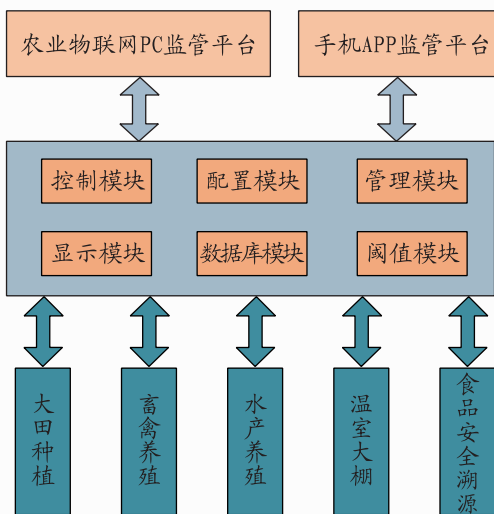 农业物联网PC监管平台
手机APP监管平台
控制模块
配置模块
管理模块
显示模块
数据库模块
阈值模块
大田种植
畜禽养殖
水产养殖
温室大棚
食品安全溯源